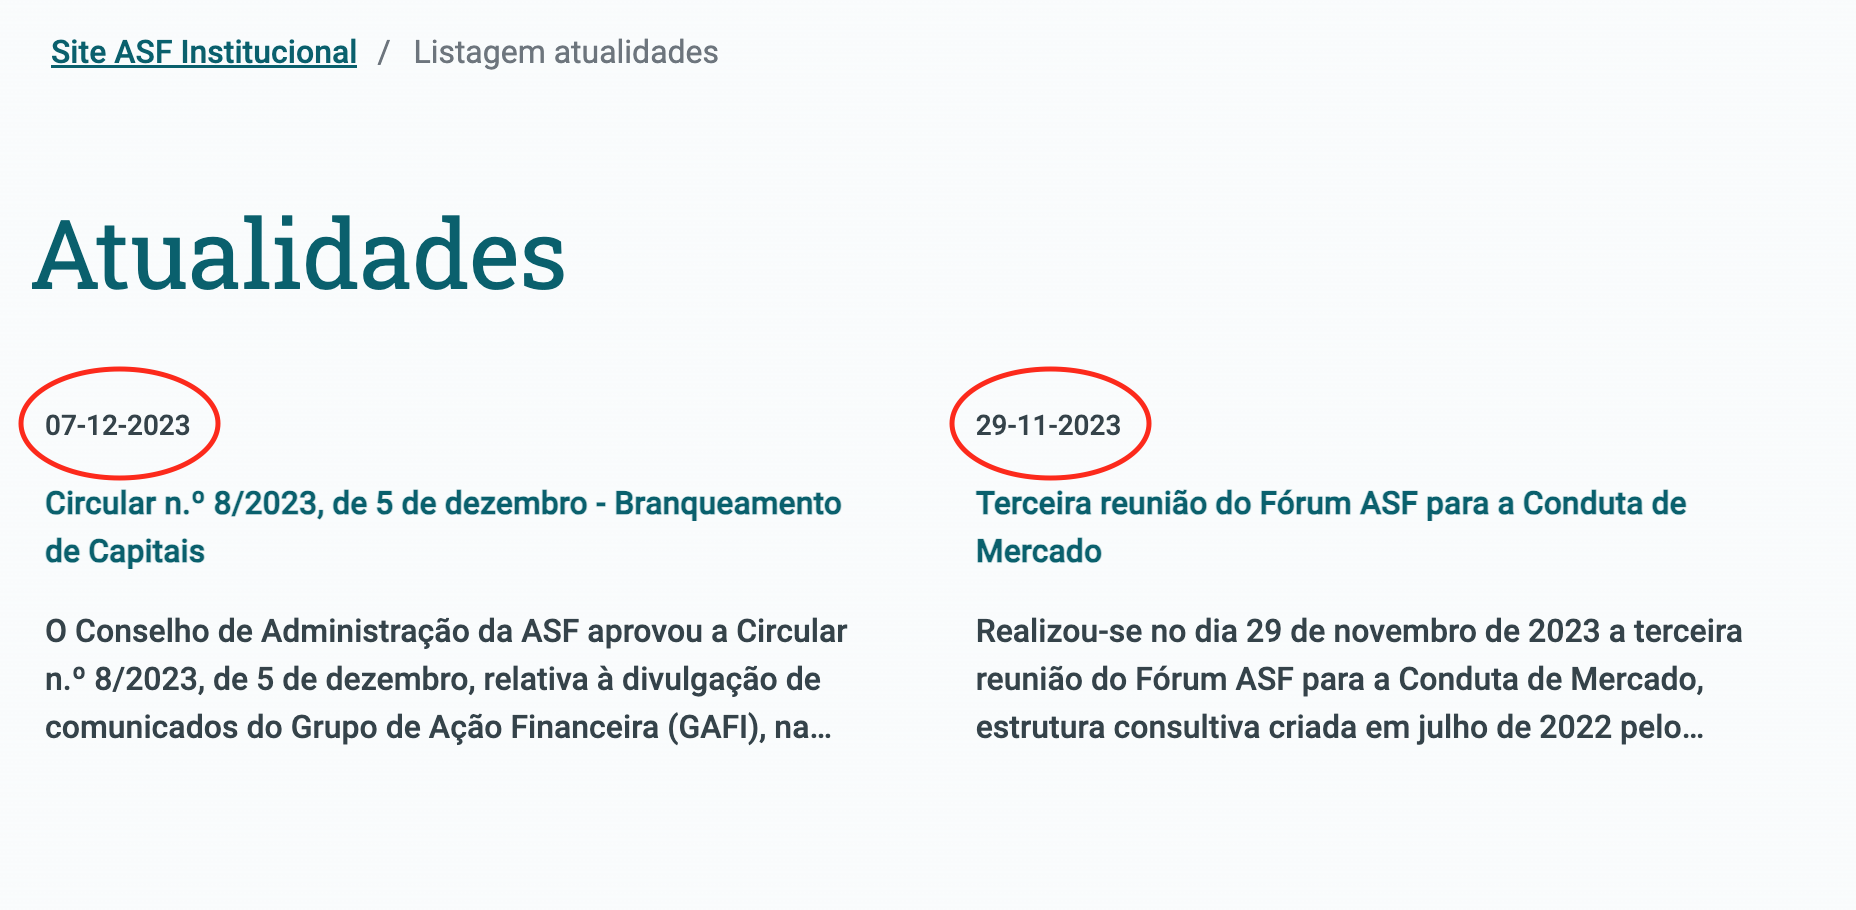 Site ASF Institucional / Listagem atualidades
Atualidades
07-12-2023
Circular n.º 8/2023, de 5 de dezembro - Branqueamento
de Capitais
O Conselho de Administração da ASF aprovou a Circular
n.º 8/2023, de 5 de dezembro, relativa à divulgação de
comunicados do Grupo de Ação Financeira (GAFI), na...
29-11-2023
Terceira reunião do Fórum ASF para a Conduta de
Mercado
Realizou-se no dia 29 de novembro de 2023 a terceira
reunião do Fórum ASF para a Conduta de Mercado,
estrutura consultiva criada em julho de 2022 pelo...